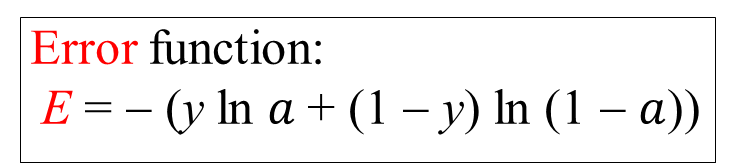 Error function:
E = – (y ln a + (1 – y) ln (1 – a))